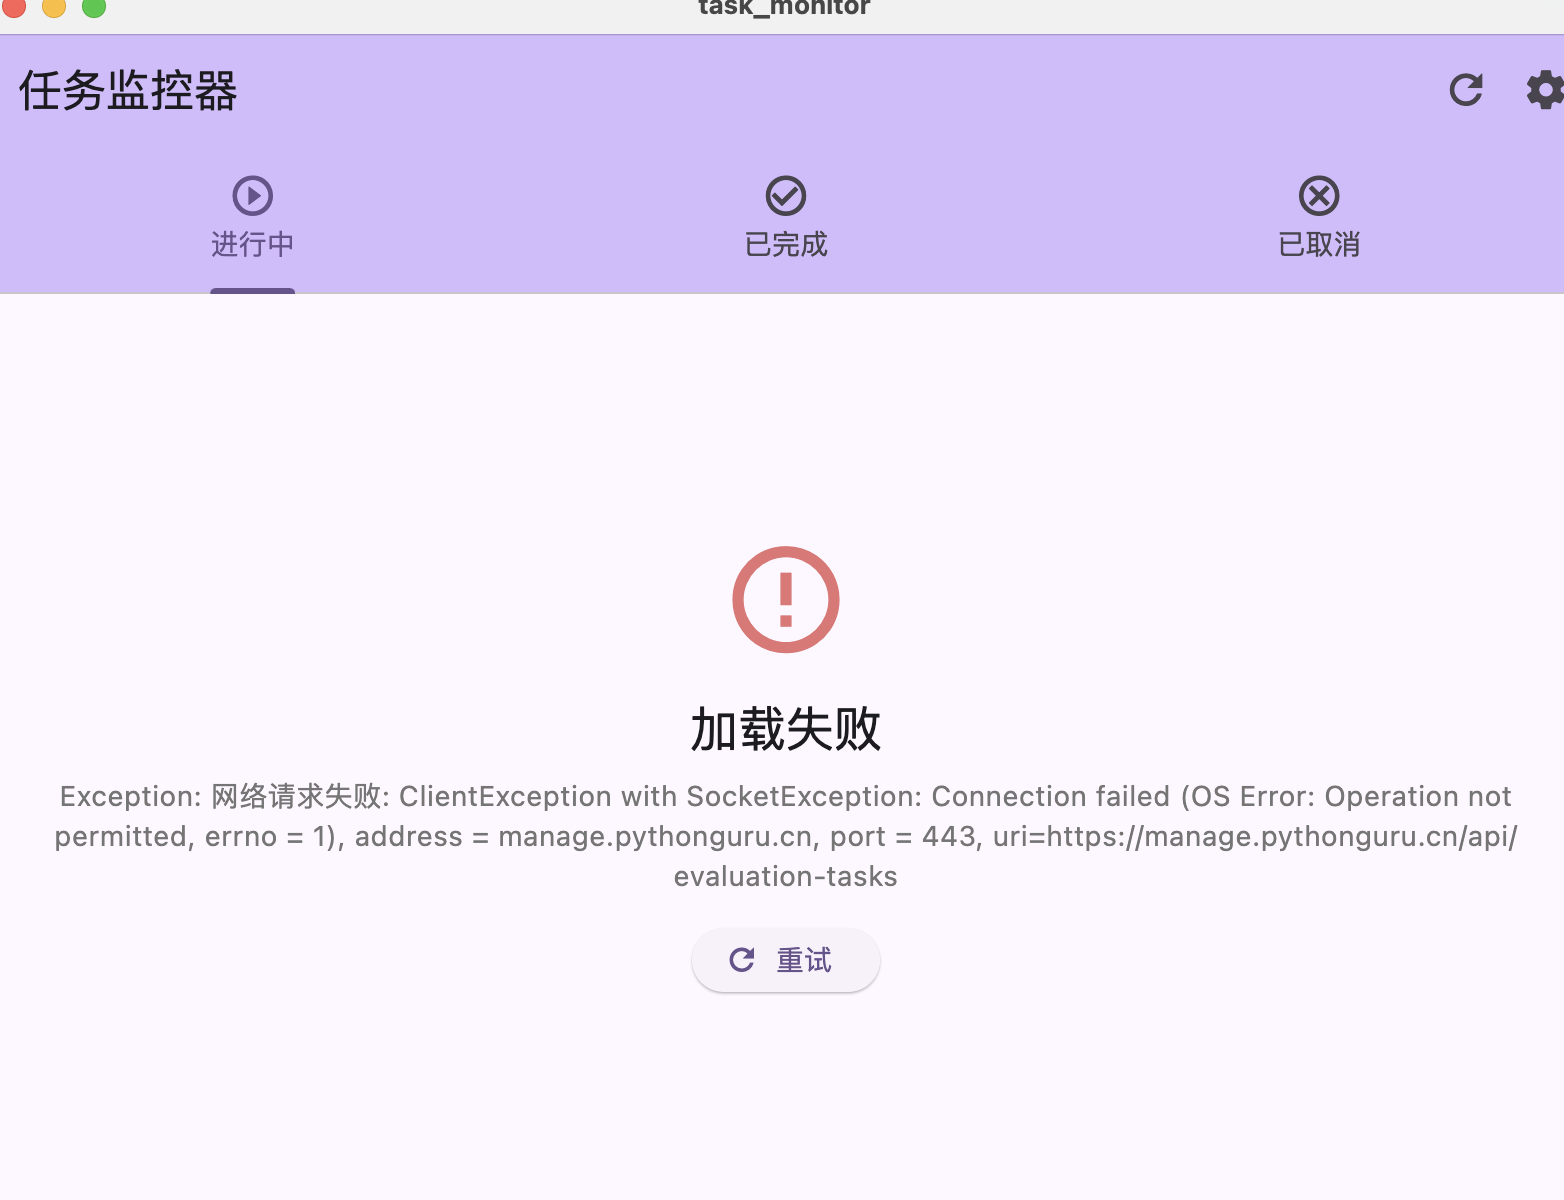 task_monitor
任务监控器
进行中
已完成
已取消
加载失败
Exception: 网络请求失败: ClientException with SocketException: Connection failed (OS Error: Operation not
permitted, errno = 1), address = manage.pythonguru.cn, port = 443, uri=https://manage.pythonguru.cn/api/
evaluation-tasks
重试